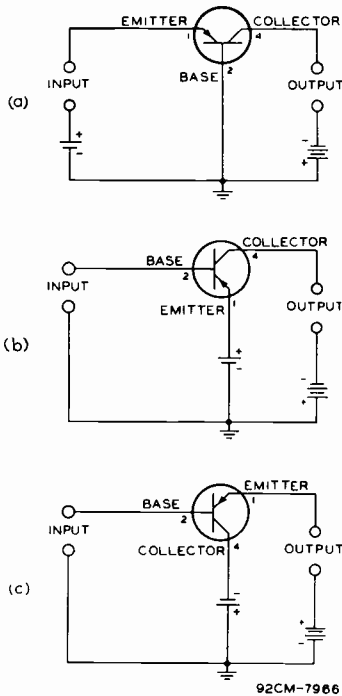 EMITTER COLLECTOR
1 4
INPUT BASE 2 OUTPUT
(a)
+ -
- +
COLLECTOR
BASE 4
2
INPUT
EMITTER 1 OUTPUT
(b)
+
-
-
+
EMITTER
BASE 1
2
INPUT
COLLECTOR 4 OUTPUT
(c)
-
+
+
-
92CM-7966